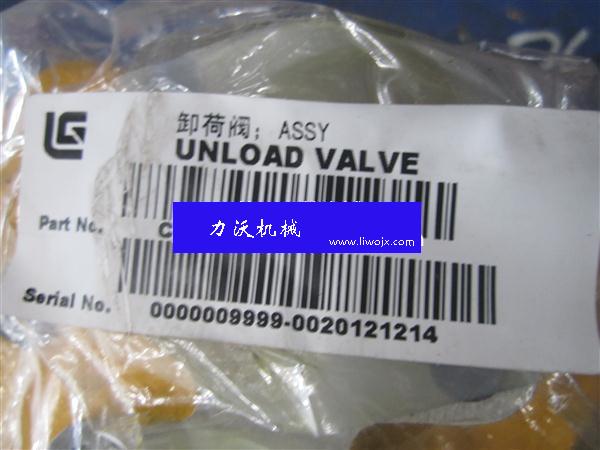 LG
卸荷阀；ASSY
UNLOAD VALVE
Part No. C
力沃机械
www.liwojx.com
Serial No. 0000009999-0020121214